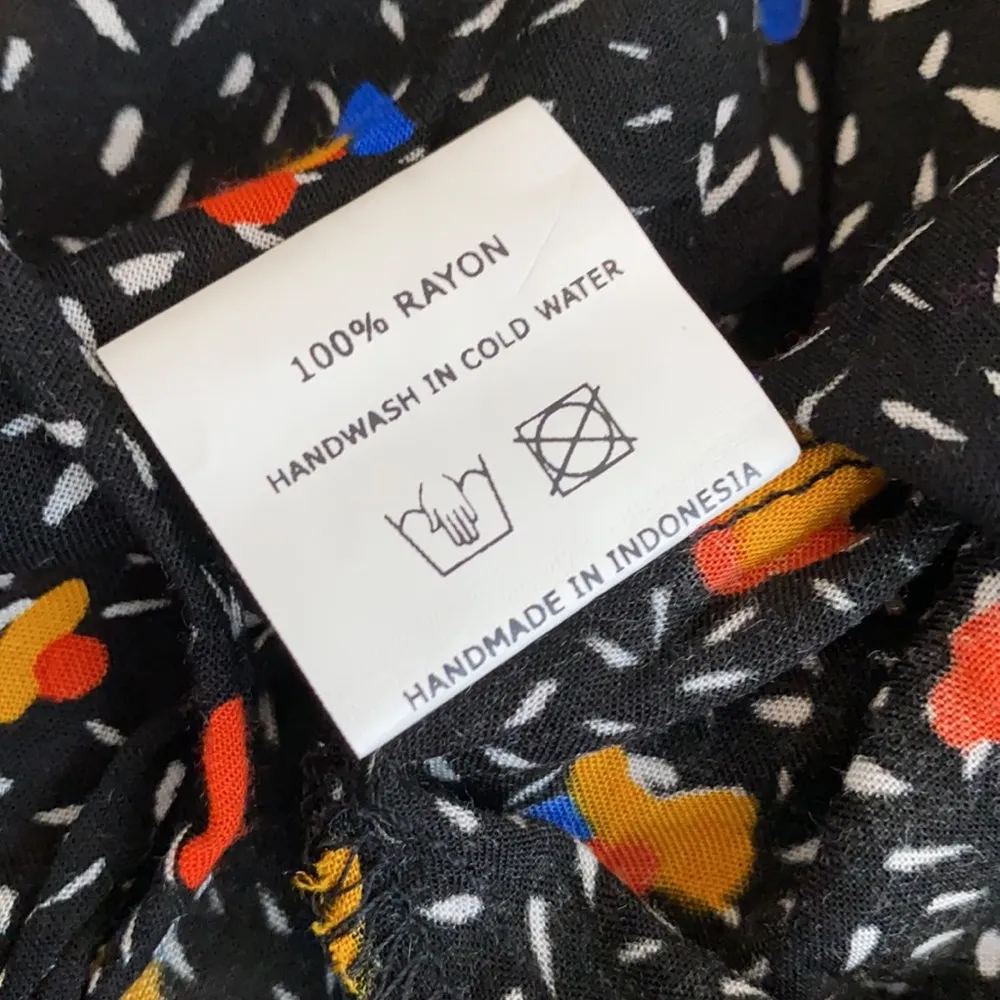 100% RAYON
HANDWASH IN COLD WATER
HANDMADE IN INDONESIA